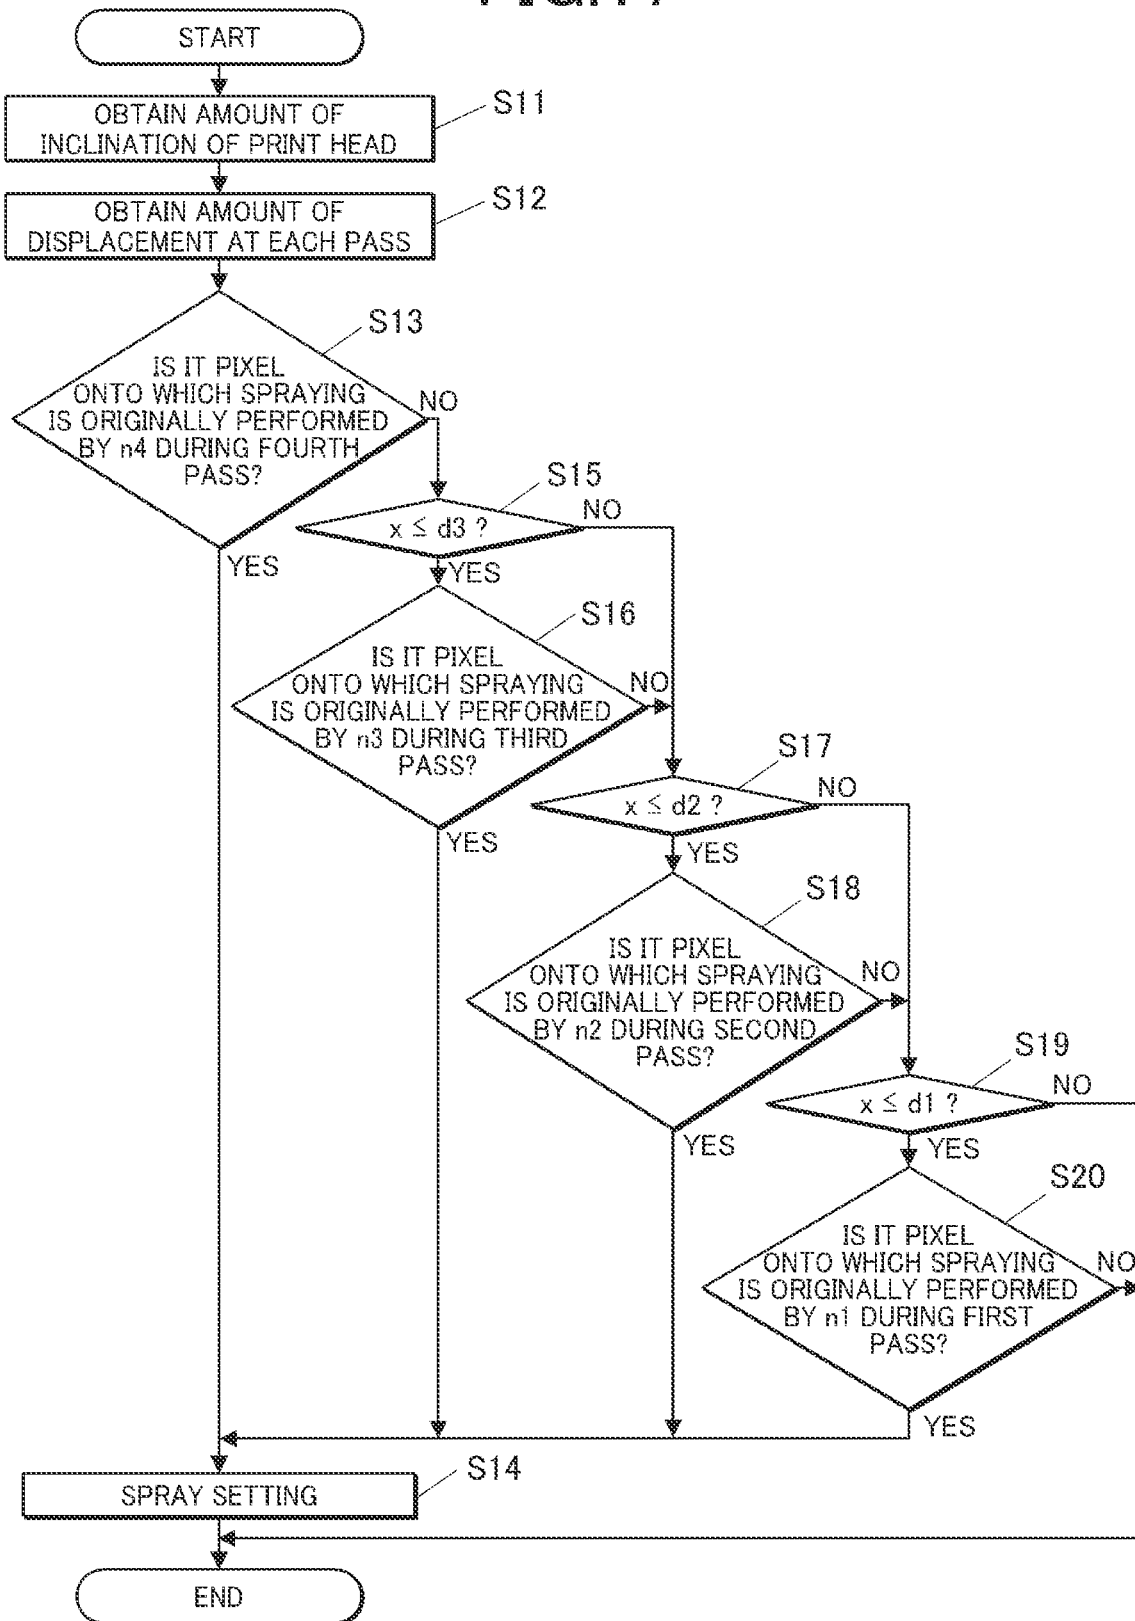 START
S11
OBTAIN AMOUNT OF
INCLINATION OF PRINT HEAD
S12
OBTAIN AMOUNT OF
DISPLACEMENT AT EACH PASS
S13
IS IT PIXEL
ONTO WHICH SPRAYING
IS ORIGINALLY PERFORMED
BY n4 DURING FOURTH
PASS?
NO
YES
S15
x ≤ d3 ?
NO
YES
S16
IS IT PIXEL
ONTO WHICH SPRAYING
IS ORIGINALLY PERFORMED
BY n3 DURING THIRD
PASS?
NO
YES
S17
x ≤ d2 ?
NO
YES
S18
IS IT PIXEL
ONTO WHICH SPRAYING
IS ORIGINALLY PERFORMED
BY n2 DURING SECOND
PASS?
NO
YES
S19
x ≤ d1 ?
NO
YES
S20
IS IT PIXEL
ONTO WHICH SPRAYING
IS ORIGINALLY PERFORMED
BY n1 DURING FIRST
PASS?
NO
YES
S14
SPRAY SETTING
END